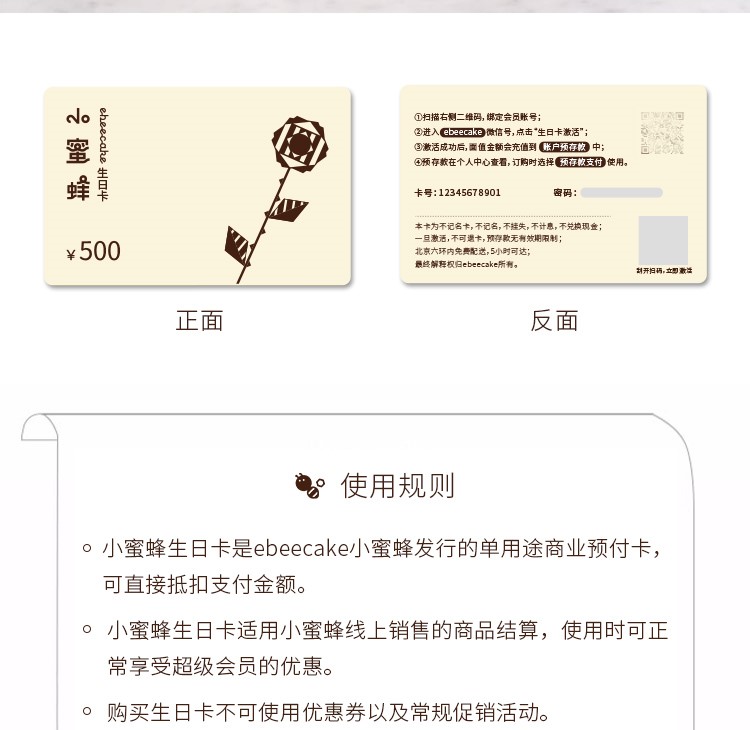 小蜜蜂
ebeecake 生日卡
¥500
①扫描右侧二维码，绑定会员账号；
②进入 ebeecake 微信号，点击“生日卡激活”；
③激活成功后，面值金额会充值到 账户预存款 中；
④预存款在个人中心查看，订购时选择 预存款支付 使用。
卡号：12345678901 密码：
本卡为不记名卡，不记名，不挂失，不计息，不兑换现金；
一旦激活，不可退卡，预存款无有效期限制；
北京六环内免费配送，5小时可达；
最终解释权归ebeecake所有。
刮开扫码，立即激活
正面
反面
使用规则
小蜜蜂生日卡是ebeecake小蜜蜂发行的单用途商业预付卡，
可直接抵扣支付金额。
小蜜蜂生日卡适用小蜜蜂线上销售的商品结算，使用时可正
常享受超级会员的优惠。
购买生日卡不可使用优惠券以及常规促销活动。